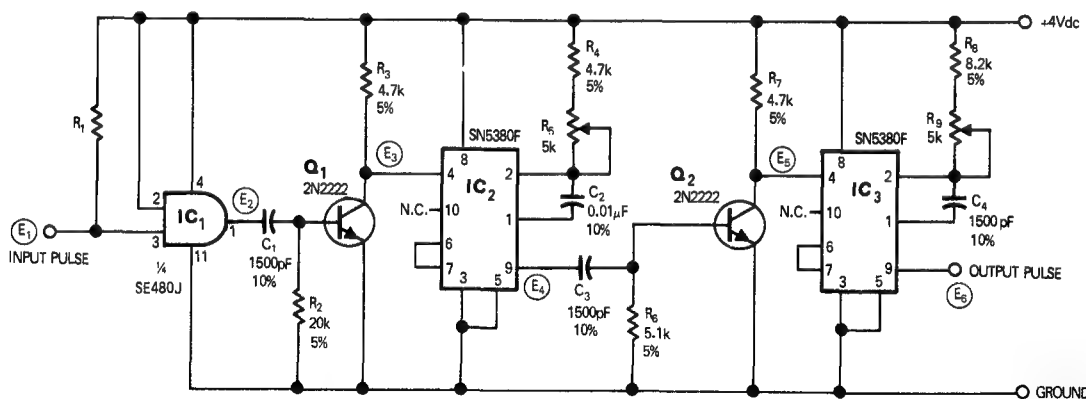 +4Vdc
R1
R3
4.7k
5%
R4
4.7k
5%
R5
5k
R7
4.7k
5%
R8
8.2k
5%
R9
5k
E1
INPUT PULSE
2
3
4
IC1
1
11
1/4
SE480J
E2
C1
1500pF
10%
R2
20k
5%
Q1
2N2222
E3
SN5380F
8
4
2
IC2
N.C.
10
1
6
7
9
3
5
C2
0.01μF
10%
E4
C3
1500pF
10%
R6
5.1k
5%
Q2
2N2222
E5
SN5380F
8
4
2
IC3
N.C.
10
1
6
7
9
3
5
C4
1500pF
10%
OUTPUT PULSE
E6
GROUND